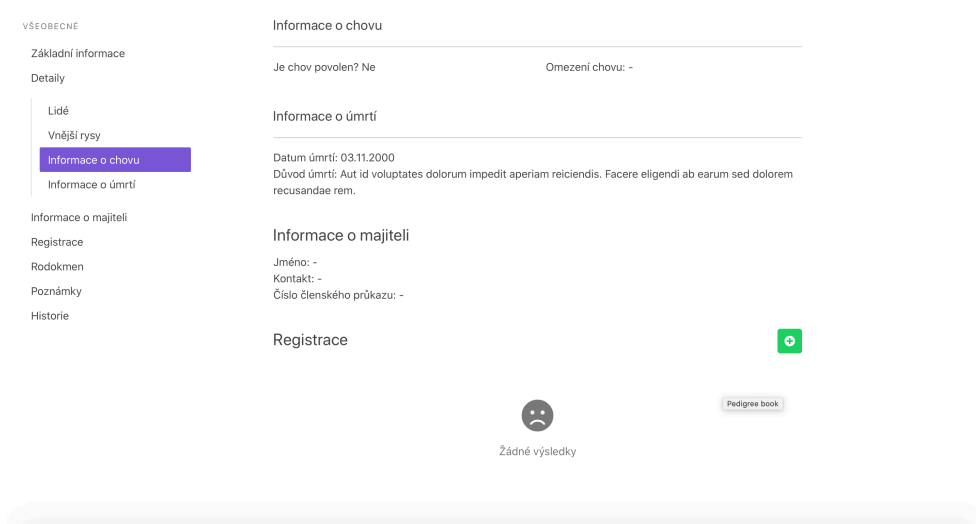 VŠEOBECNÉ
Základní informace
Detaily
Lidé
Vnější rysy
Informace o chovu
Informace o úmrtí
Informace o majiteli
Registrace
Rodokmen
Poznámky
Historie
Informace o chovu
Je chov povolen? Ne
Omezení chovu: -
Informace o úmrtí
Datum úmrtí: 03.11.2000
Důvod úmrtí: Aut id voluptates dolorum impedit aperiam reiciendis. Facere eligendi ab earum sed dolorem
recusandae rem.
Informace o majiteli
Jméno: -
Kontakt: -
Číslo členského průkazu: -
Registrace
Pedigree book
Žádné výsledky